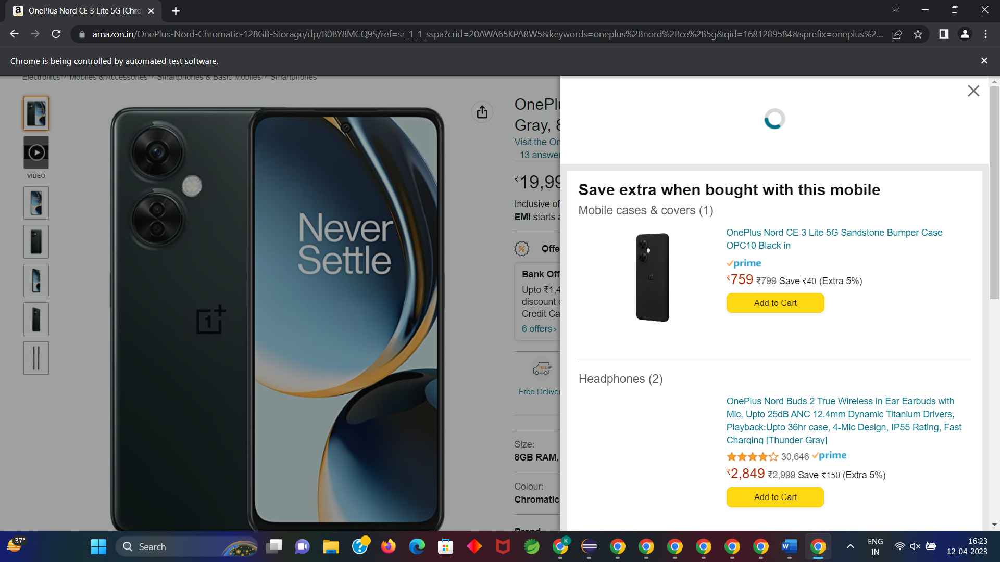 OnePlus Nord CE 3 Lite 5G (Chro
amazon.in/OnePlus-Nord-Chromatic-128GB-Storage/dp/B0BY8MCQ9S/ref=sr_1_1_sspa?crid=20AWA65KPA8W5&keywords=oneplus%2Bnord%2Bce%2B5g&qid=1681289584&sprefix=oneplus%2...
Chrome is being controlled by automated test software.
Electronics › Mobiles & Accessories › Smartphones & Basic Mobiles › Smartphones
VIDEO
Never
Settle
OnePlu
Gray, 8
Visit the On
13 answer
₹19,99
Inclusive of
EMI starts a
Offe
Bank Off
Upto ₹1,4
discount o
Credit Ca
6 offers ›
FREE
Free Deliver
Size:
8GB RAM,
Colour:
Chromatic
Brand
Save extra when bought with this mobile
Mobile cases & covers (1)
OnePlus Nord CE 3 Lite 5G Sandstone Bumper Case
OPC10 Black in
prime
₹759 ₹799 Save ₹40 (Extra 5%)
Add to Cart
Headphones (2)
OnePlus Nord Buds 2 True Wireless in Ear Earbuds with
Mic, Upto 25dB ANC 12.4mm Dynamic Titanium Drivers,
Playback:Upto 36hr case, 4-Mic Design, IP55 Rating, Fast
Charging [Thunder Gray]
30,646 prime
₹2,849 ₹2,999 Save ₹150 (Extra 5%)
Add to Cart
37°
Search
K
ENG
IN
16:23
12-04-2023